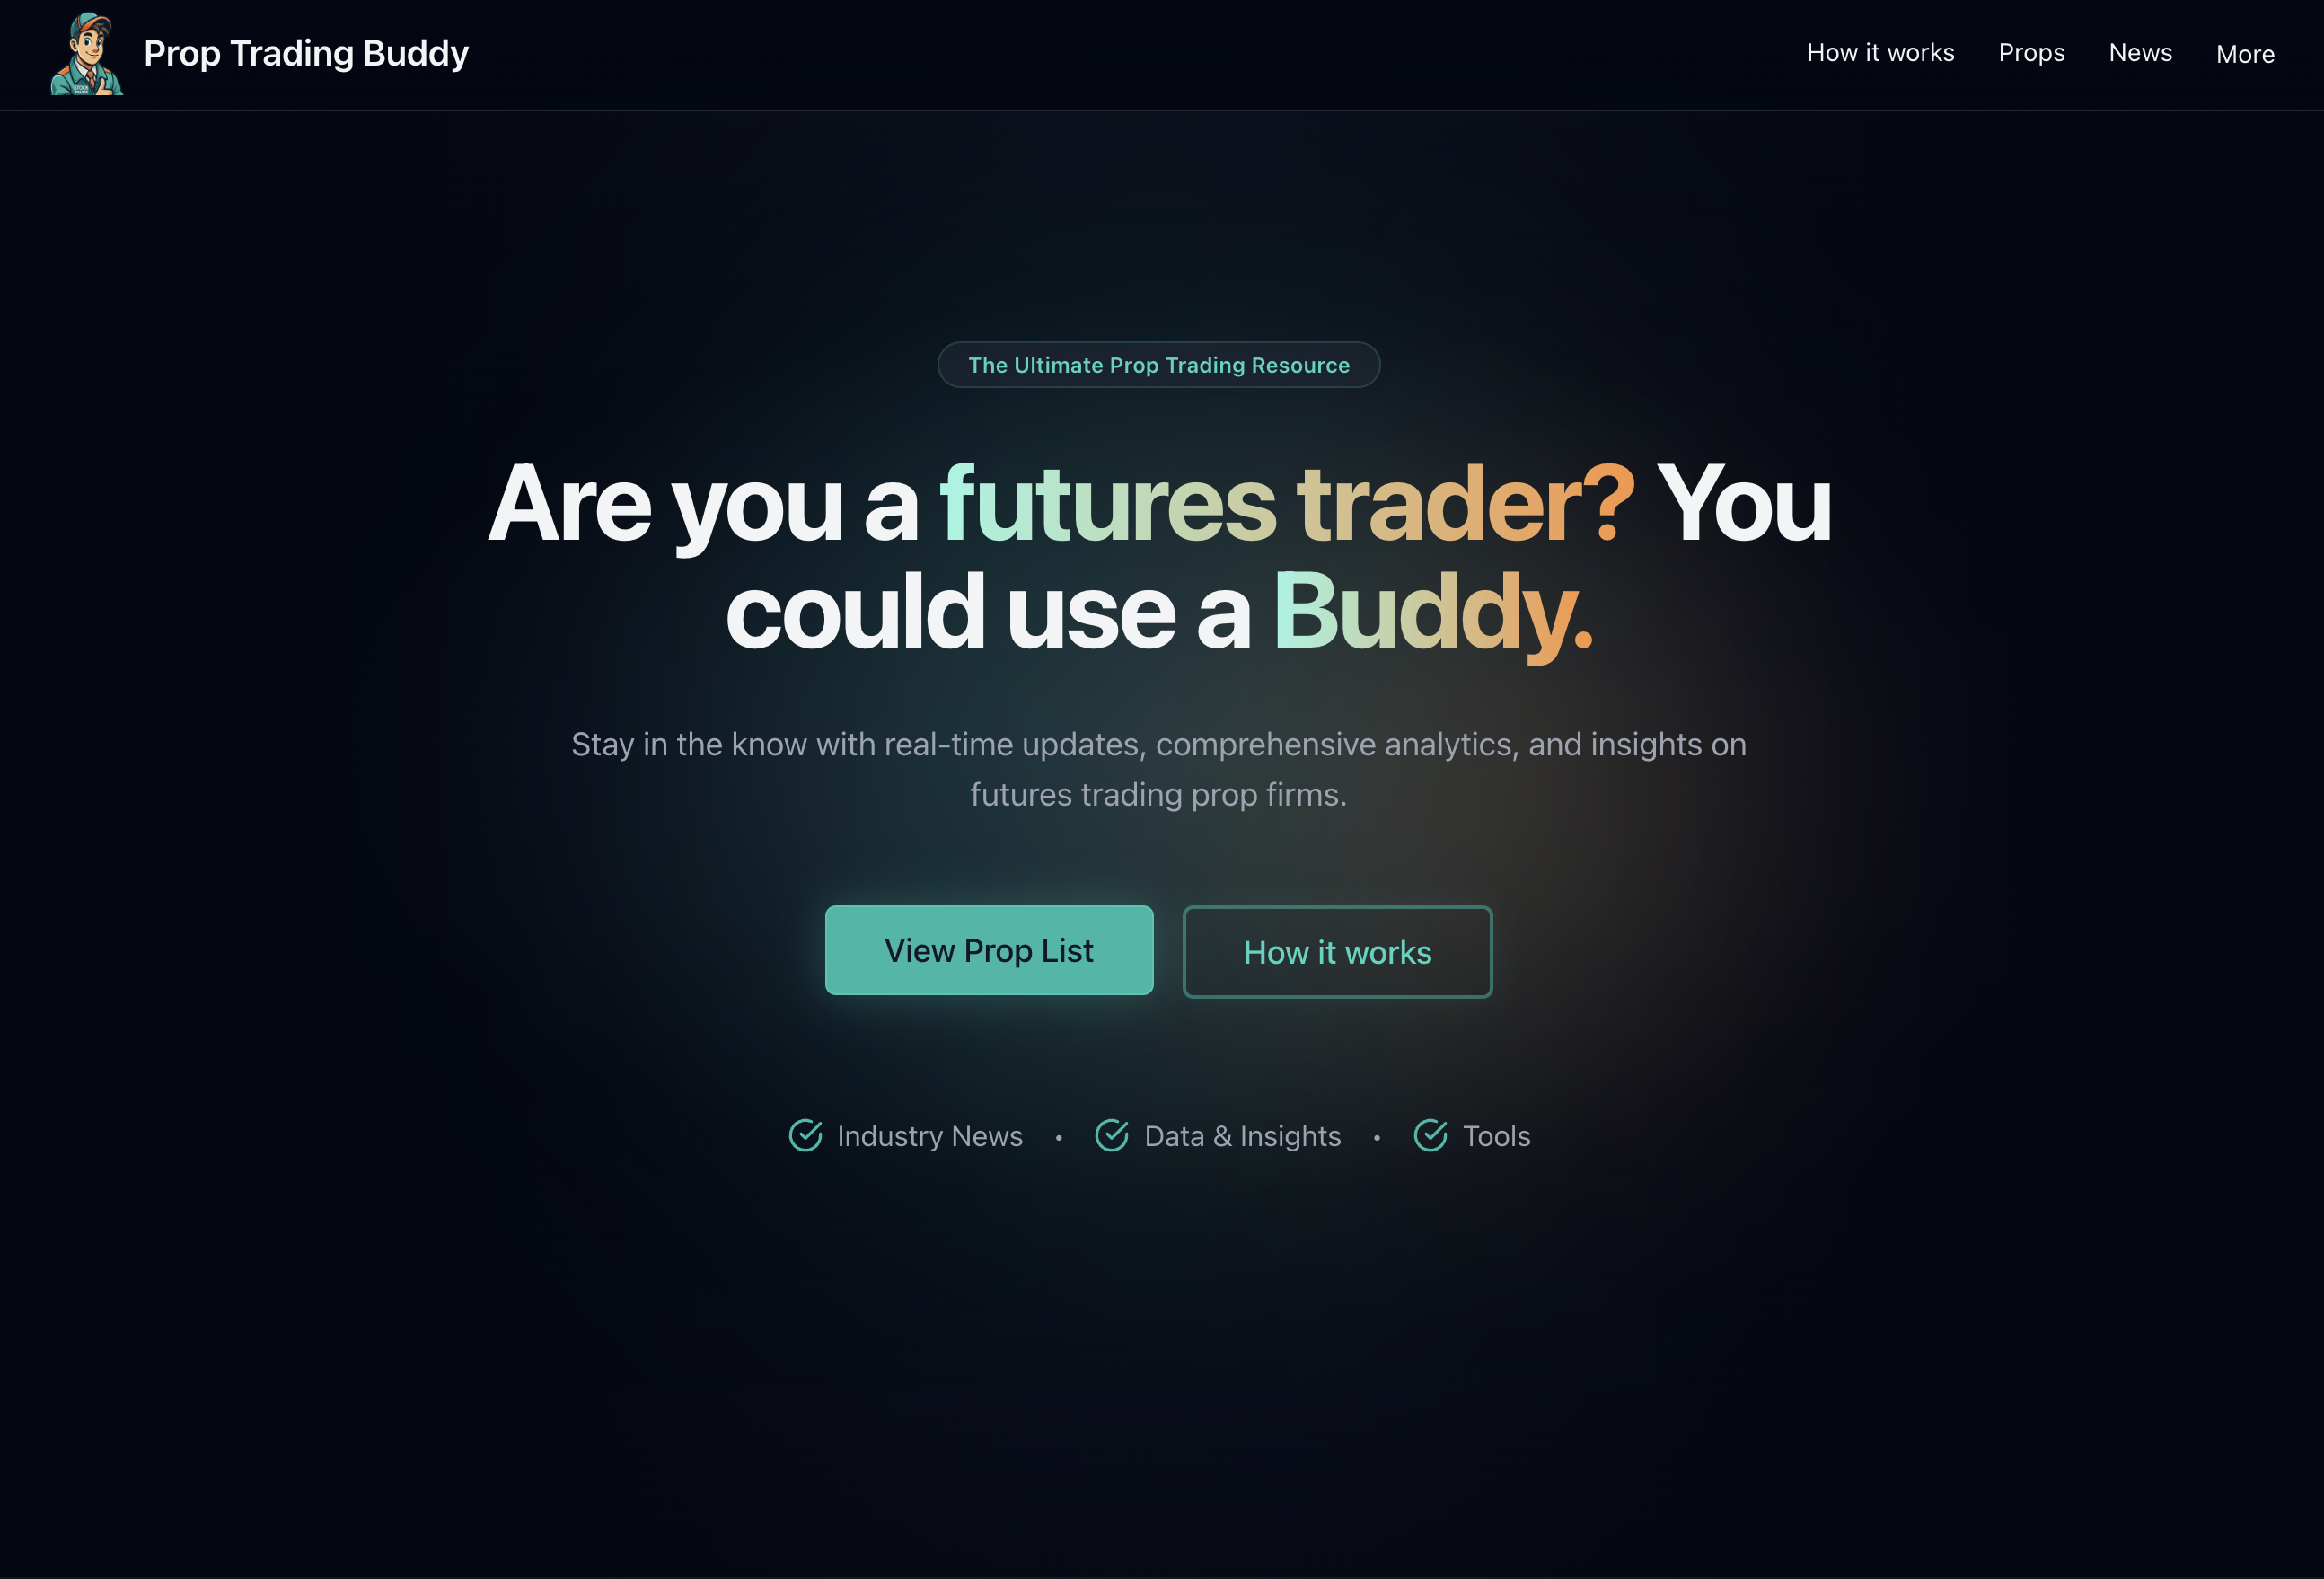 Prop Trading Buddy
How it works
Props
News
More
The Ultimate Prop Trading Resource
Are you a futures trader? You
could use a Buddy.
Stay in the know with real-time updates, comprehensive analytics, and insights on
futures trading prop firms.
View Prop List
How it works
Industry News • Data & Insights • Tools